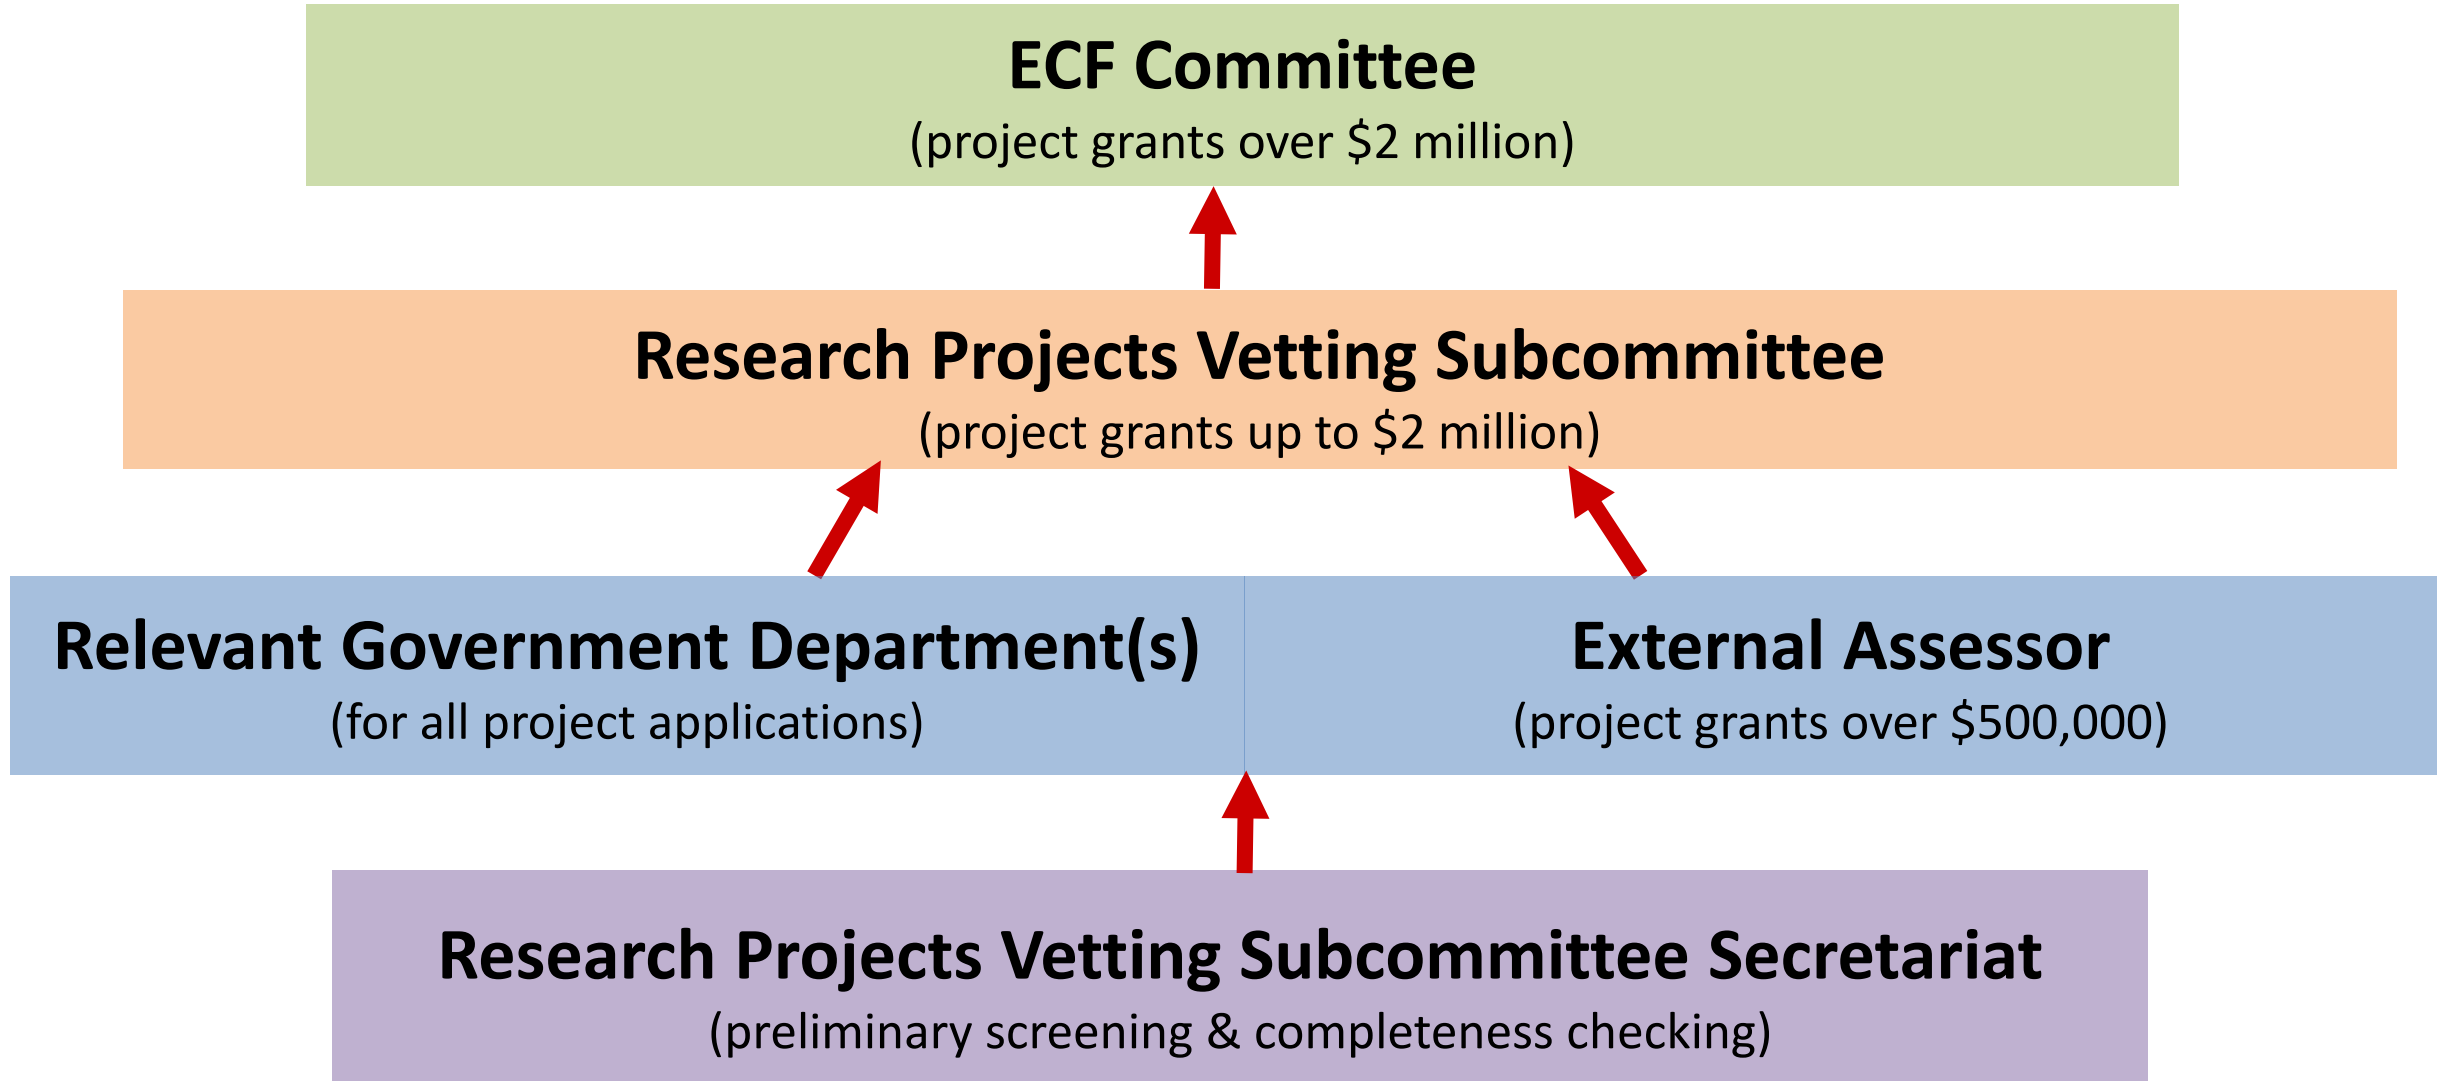 ECF Committee
(project grants over $2 million)
Research Projects Vetting Subcommittee
(project grants up to $2 million)
Relevant Government Department(s)
(for all project applications)
External Assessor
(project grants over $500,000)
Research Projects Vetting Subcommittee Secretariat
(preliminary screening & completeness checking)